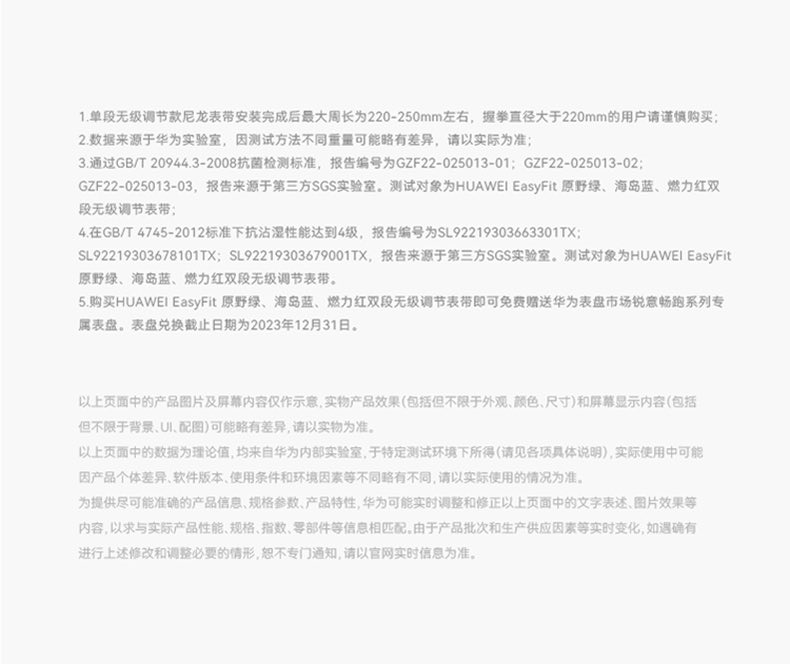 1.单段无级调节款尼龙表带安装完成后最大周长为220-250mm左右，握拳直径大于220mm的用户请谨慎购买；
2.数据来源于华为实验室，因测试方法不同重量可能略有差异，请以实际为准；
3.通过GB/T 20944.3-2008抗菌检测标准，报告编号为GZF22-025013-01；GZF22-025013-02；
GZF22-025013-03，报告来源于第三方SGS实验室。测试对象为HUAWEI EasyFit 原野绿、海岛蓝、燃力红双
段无级调节表带；
4.在GB/T 4745-2012标准下抗沾湿性能达到4级，报告编号为SL92219303663301TX；
SL92219303678101TX；SL92219303679001TX，报告来源于第三方SGS实验室。测试对象为HUAWEI EasyFit
原野绿、海岛蓝、燃力红双段无级调节表带。
5.购买HUAWEI EasyFit 原野绿、海岛蓝、燃力红双段无级调节表带即可免费赠送华为表盘市场锐意畅跑系列专
属表盘。表盘兑换截止日期为2023年12月31日。
以上页面中的产品图片及屏幕内容仅作示意，实物产品效果（包括但不限于外观、颜色、尺寸）和屏幕显示内容（包括
但不限于背景、UI、配图）可能略有差异，请以实物为准。
以上页面中的数据为理论值，均来自华为内部实验室，于特定测试环境下所得（请见各项具体说明），实际使用中可能
因产品个体差异、软件版本、使用条件和环境因素等不同略有不同，请以实际使用的情况为准。
为提供尽可能准确的产品信息、规格参数、产品特性，华为可能实时调整和修正以上页面中的文字表述、图片效果等
内容，以求与实际产品性能、规格、指数、零部件等信息相匹配。由于产品批次和生产供应因素等实时变化，如遇确有
进行上述修改和调整必要的情形，恕不专门通知，请以官网实时信息为准。